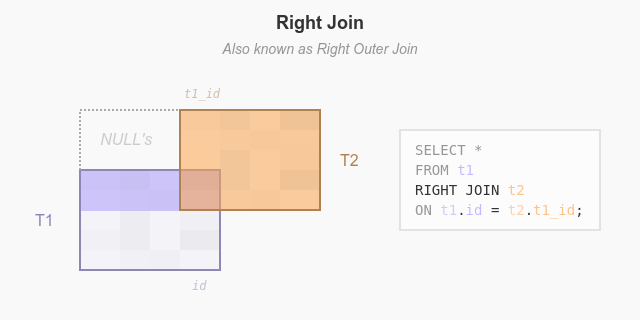 Right Join
Also known as Right Outer Join
t1_id
NULL's
T2
T1
id
SELECT *
FROM t1
RIGHT JOIN t2
ON t1.id = t2.t1_id;